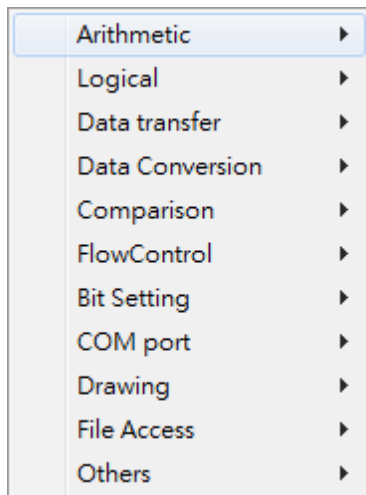 Arithmetic
Logical
Data transfer
Data Conversion
Comparison
FlowControl
Bit Setting
COM port
Drawing
File Access
Others